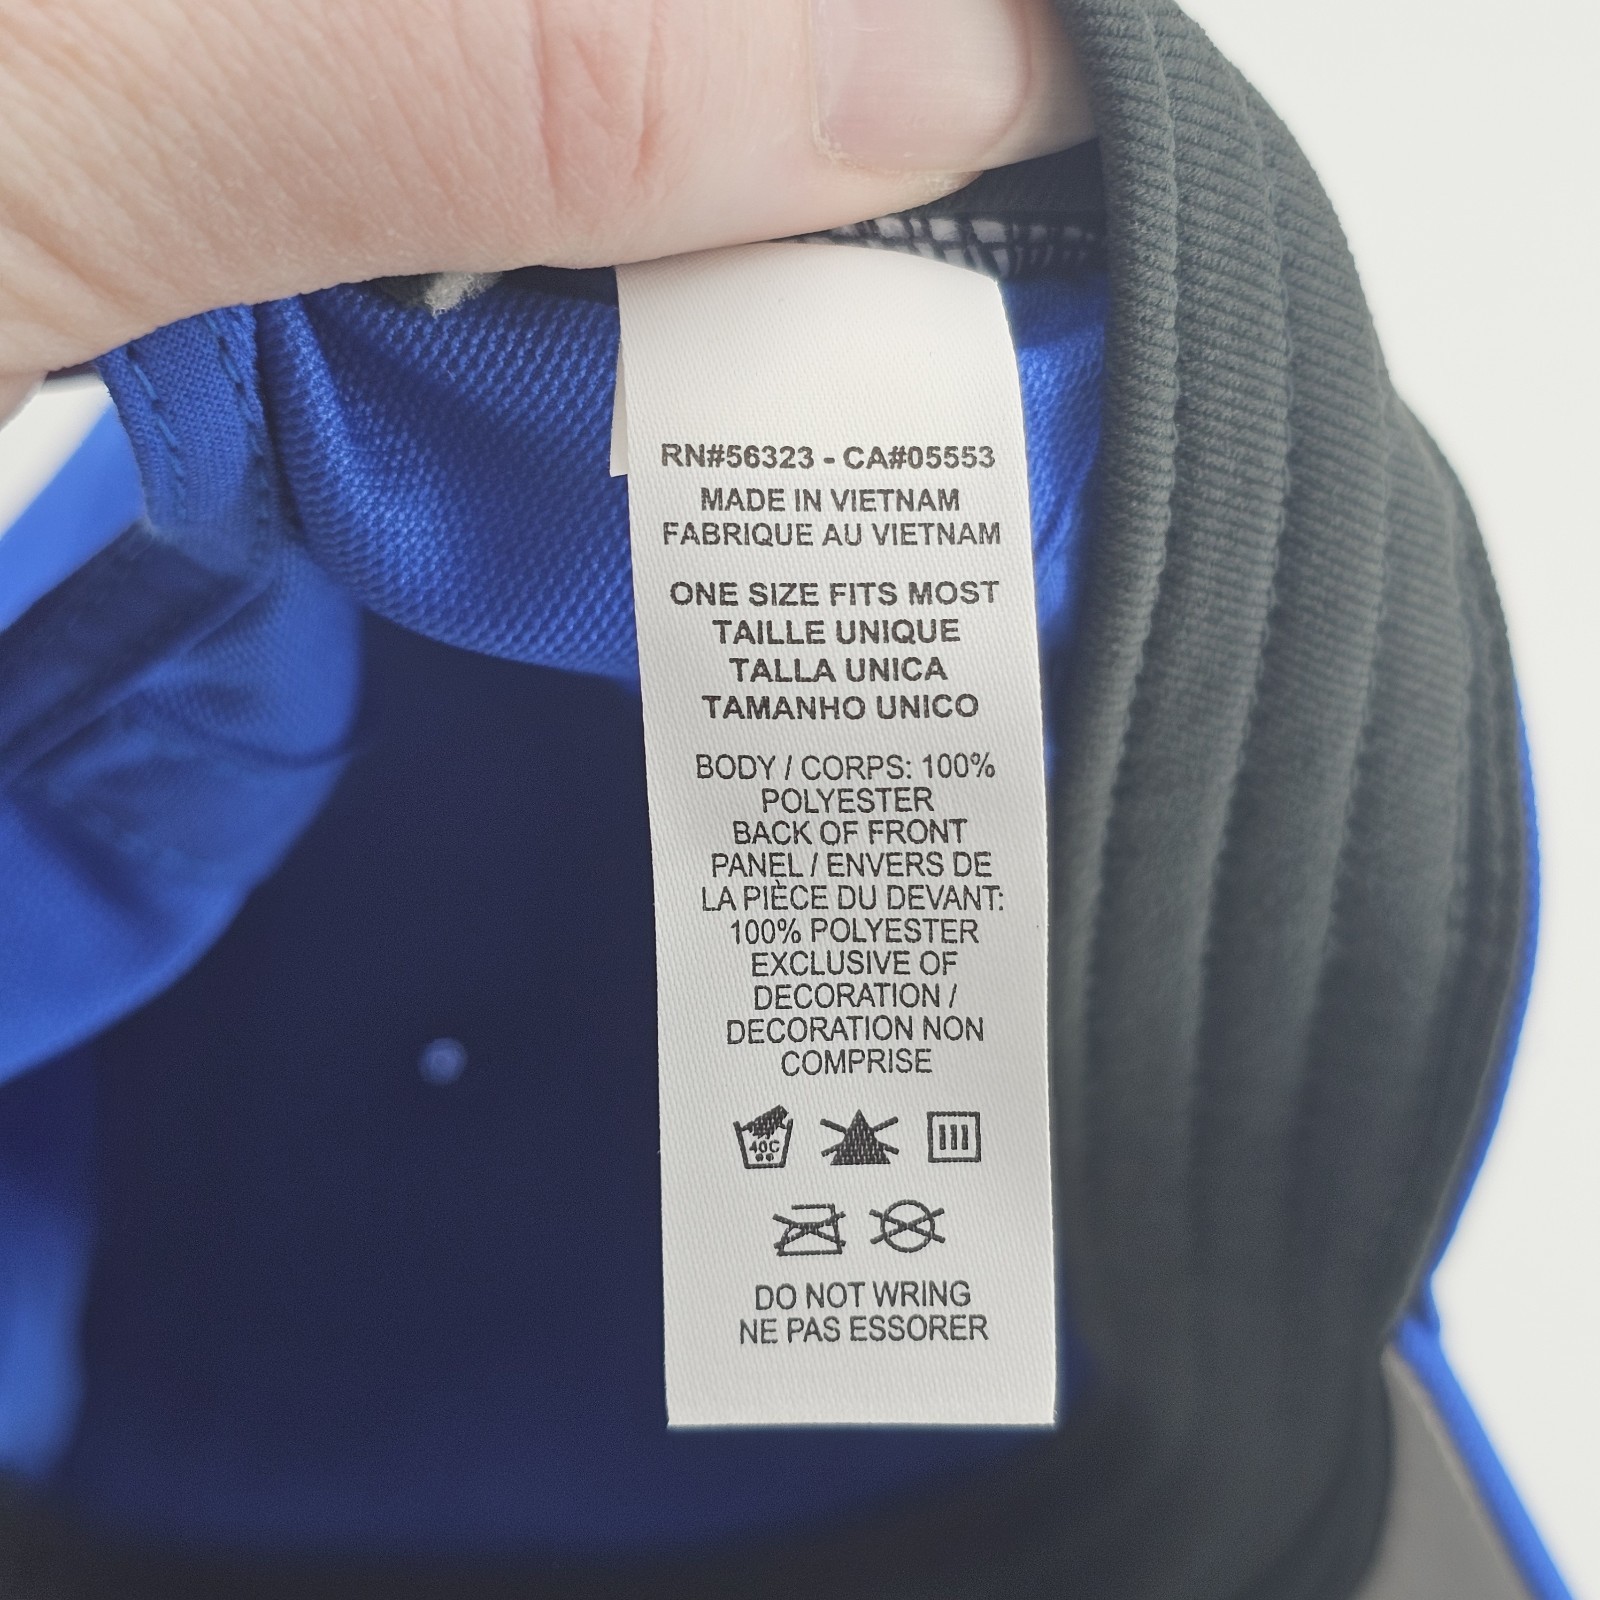 RN#56323 - CA#05553
MADE IN VIETNAM
FABRIQUE AU VIETNAM
ONE SIZE FITS MOST
TAILLE UNIQUE
TALLA UNICA
TAMANHO UNICO
BODY / CORPS: 100%
POLYESTER
BACK OF FRONT
PANEL / ENVERS DE
LA PIÈCE DU DEVANT:
100% POLYESTER
EXCLUSIVE OF
DECORATION /
DECORATION NON
COMPRISE
40C
DO NOT WRING
NE PAS ESSORER